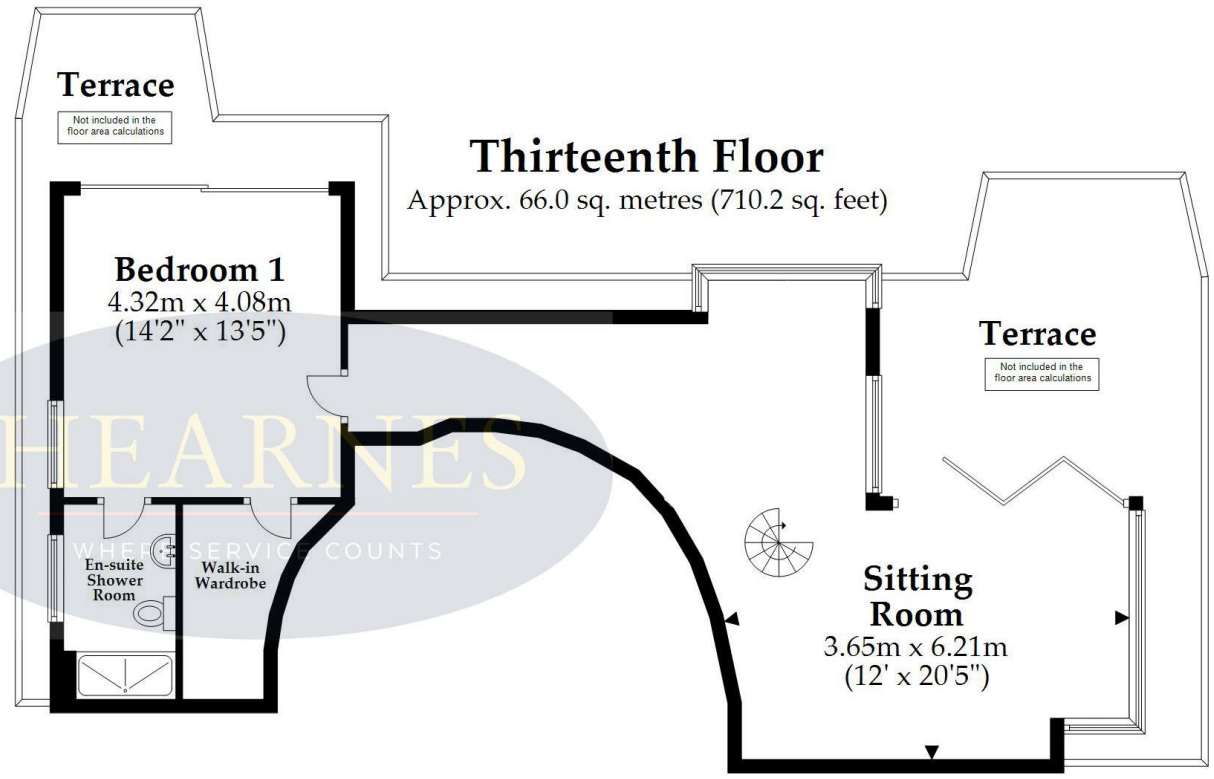 Terrace
Not included in the
floor area calculations
Thirteenth Floor
Approx. 66.0 sq. metres (710.2 sq. feet)
Bedroom 1
4.32m x 4.08m
(14'2" x 13'5")
Terrace
Not included in the
floor area calculations
HEARNES
WHERE SERVICE COUNTS
En-suite
Shower
Room
Walk-in
Wardrobe
Sitting
Room
3.65m x 6.21m
(12' x 20'5")